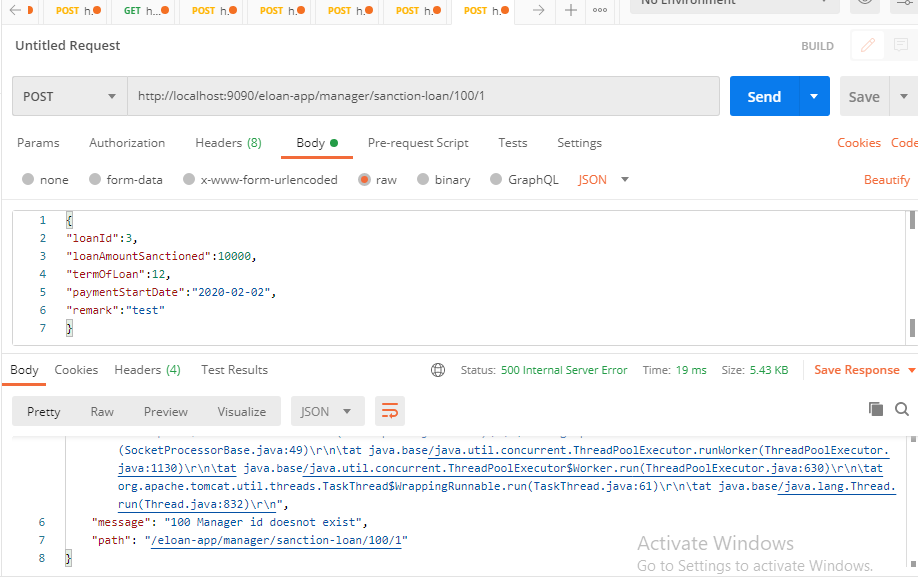 POST h... GET h... POST h... POST h... POST h... POST h... POST h... No Environment
Untitled Request BUILD
POST http://localhost:9090/eloan-app/manager/sanction-loan/100/1 Send Save
Params Authorization Headers (8) Body Pre-request Script Tests Settings Cookies Code
none form-data x-www-form-urlencoded raw binary GraphQL JSON Beautify
1 {
2 "loanId":3,
3 "loanAmountSanctioned":10000,
4 "termOfLoan":12,
5 "paymentStartDate":"2020-02-02",
6 "remark":"test"
7 }
Body Cookies Headers (4) Test Results Status: 500 Internal Server Error Time: 19 ms Size: 5.43 KB Save Response
Pretty Raw Preview Visualize JSON
(SocketProcessorBase.java:49)\r\n\tat java.base/java.util.concurrent.ThreadPoolExecutor.runWorker(ThreadPoolExecutor.
java:1130)\r\n\tat java.base/java.util.concurrent.ThreadPoolExecutor$Worker.run(ThreadPoolExecutor.java:630)\r\n\tat
org.apache.tomcat.util.threads.TaskThread$WrappingRunnable.run(TaskThread.java:61)\r\n\tat java.base/java.lang.Thread.
run(Thread.java:832)\r\n",
6 "message": "100 Manager id doesnot exist",
7 "path": "/eloan-app/manager/sanction-loan/100/1"
8 }
Activate Windows
Go to Settings to activate Windows.